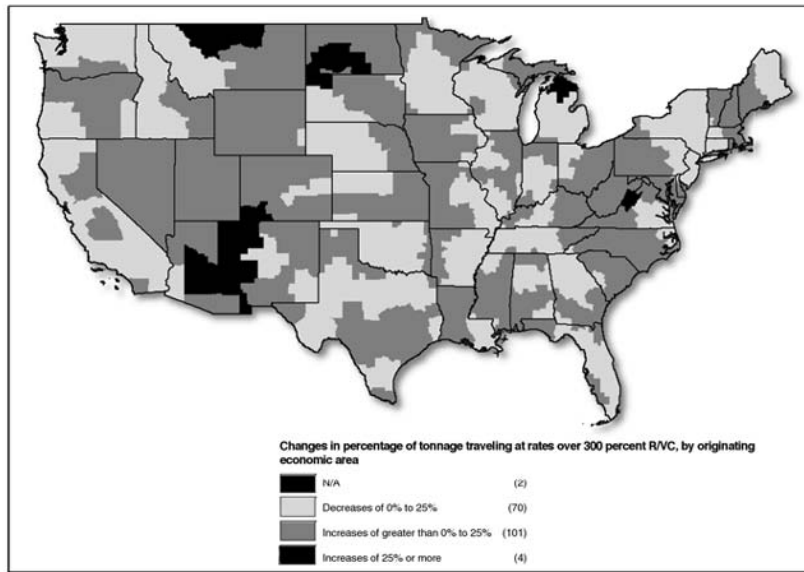 Changes in percentage of tonnage traveling at rates over 300 percent R/VC, by originating
economic area
N/A (2)
Decreases of 0% to 25% (70)
Increases of greater than 0% to 25% (101)
Increases of 25% or more (4)